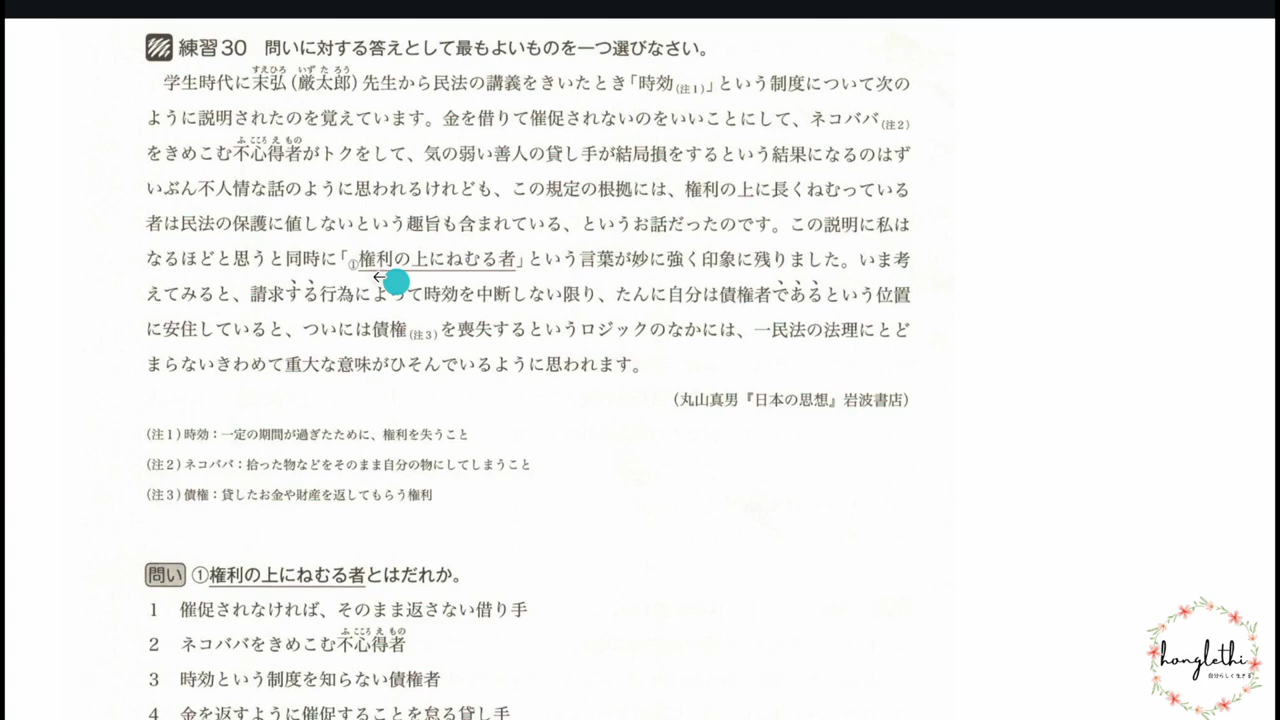 練習30 問いに対する答えとして最もよいものを一つ選びなさい。
学生時代に末弘(厳太郎)先生から民法の講義をきいたとき「時効(注1)」という制度について次の
ように説明されたのを覚えています。金を借りて催促されないのをいいことにして、ネコババ(注2)
をきめこむ不心得者がトクをして、気の弱い善人の貸し手が結局損をするという結果になるのはず
いぶん不人情な話のように思われるけれども、この規定の根拠には、権利の上に長くねむっている
者は民法の保護に値しないという趣旨も含まれている、というお話だったのです。この説明に私は
なるほどと思うと同時に「①権利の上にねむる者」という言葉が妙に強く印象に残りました。いま考
えてみると、請求する行為によって時効を中断しない限り、たんに自分は債権者であるという位置
に安住していると、ついには債権(注3)を喪失するというロジックのなかには、一民法の法理にとど
まらないきわめて重大な意味がひそんでいるように思われます。
(丸山真男『日本の思想』岩波書店)
(注1)時効：一定の期間が過ぎたために、権利を失うこと
(注2)ネコババ：拾った物などをそのまま自分の物にしてしまうこと
(注3)債権：貸したお金や財産を返してもらう権利
問い ①権利の上にねむる者とはだれか。
1 催促されなければ、そのまま返さない借り手
2 ネコババをきめこむ不心得者
3 時効という制度を知らない債権者
4 金を返すように催促することを怠る貸し手
honglethi
自分らしく生きる